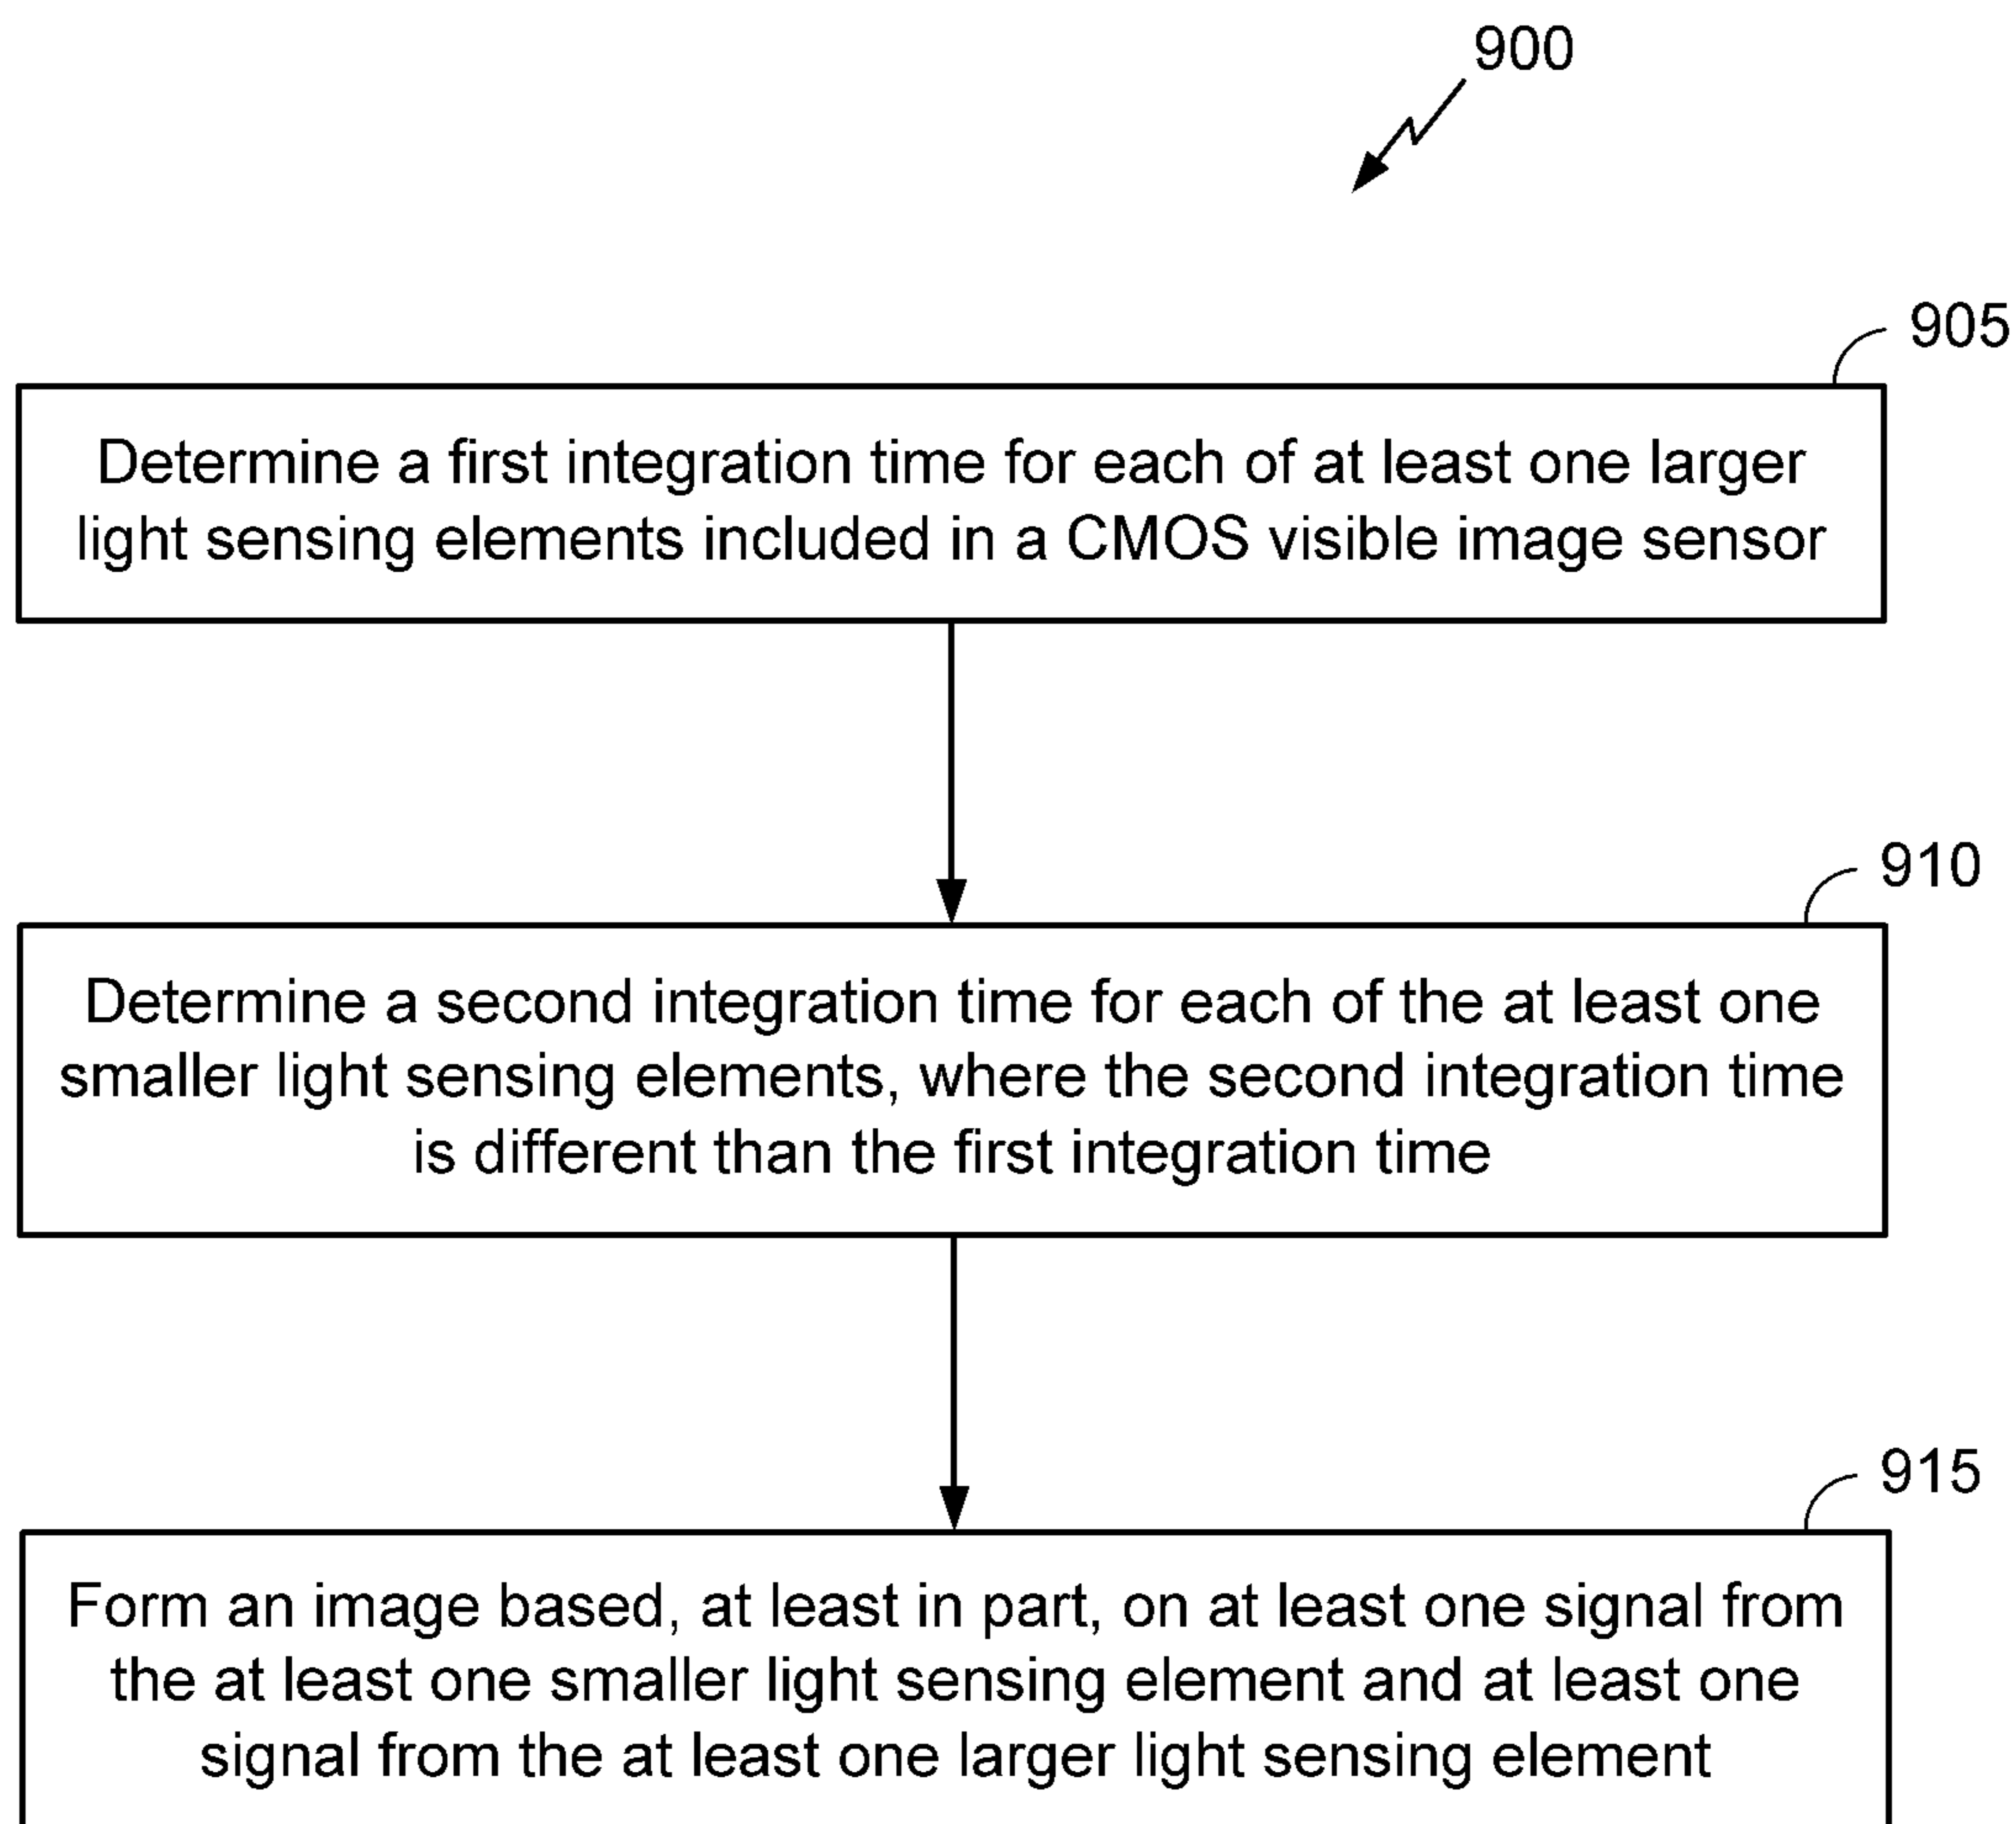 900
905
Determine a first integration time for each of at least one larger
light sensing elements included in a CMOS visible image sensor
910
Determine a second integration time for each of the at least one
smaller light sensing elements, where the second integration time
is different than the first integration time
915
Form an image based, at least in part, on at least one signal from
the at least one smaller light sensing element and at least one
signal from the at least one larger light sensing element